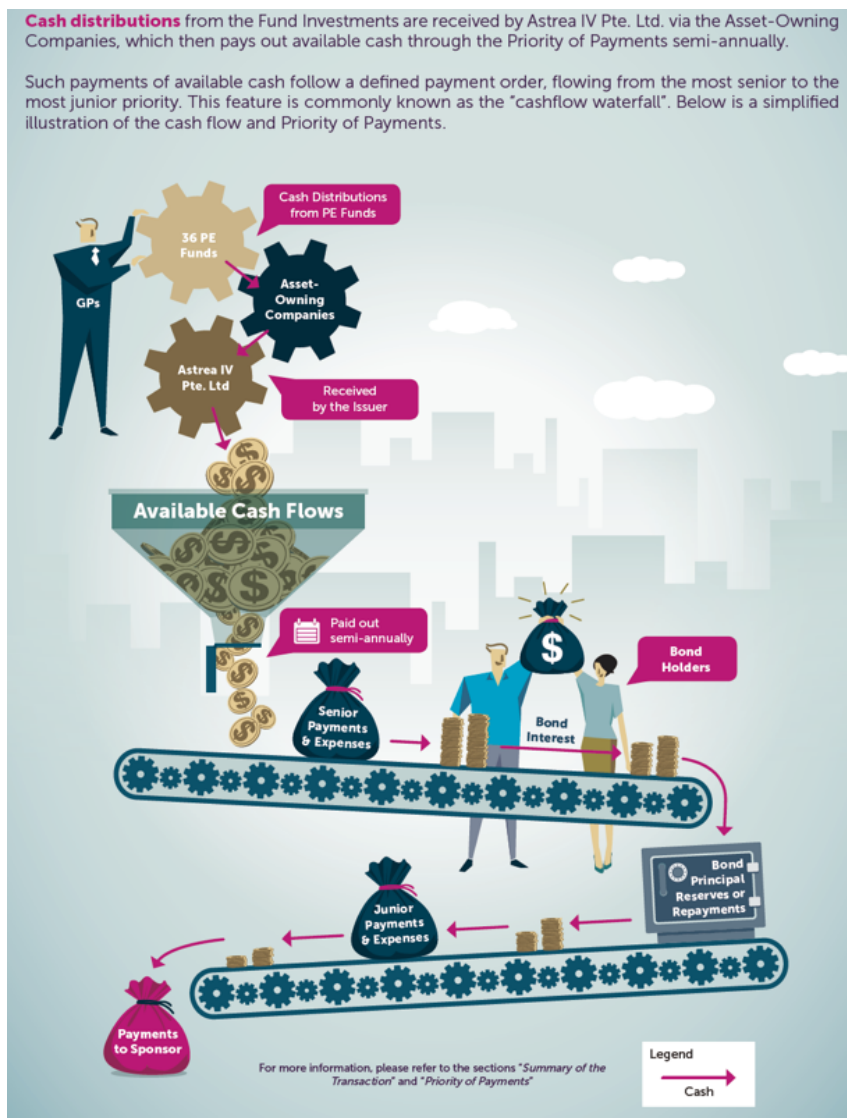 Cash distributions from the Fund Investments are received by Astrea IV Pte. Ltd. via the Asset-Owning
Companies, which then pays out available cash through the Priority of Payments semi-annually.
Such payments of available cash follow a defined payment order, flowing from the most senior to the
most junior priority. This feature is commonly known as the "cashflow waterfall". Below is a simplified
illustration of the cash flow and Priority of Payments.
Cash Distributions
from PE Funds
36 PE
Funds
GPs
Asset-
Owning
Companies
Astrea IV
Pte. Ltd
Received
by the Issuer
Available Cash Flows
Paid out
semi-annually
Bond
Holders
Senior
Payments
& Expenses
Bond
Interest
Bond
Principal
Reserves or
Repayments
Junior
Payments
& Expenses
Payments
to Sponsor
For more information, please refer to the sections "Summary of the
Transaction" and "Priority of Payments"
Legend
Cash